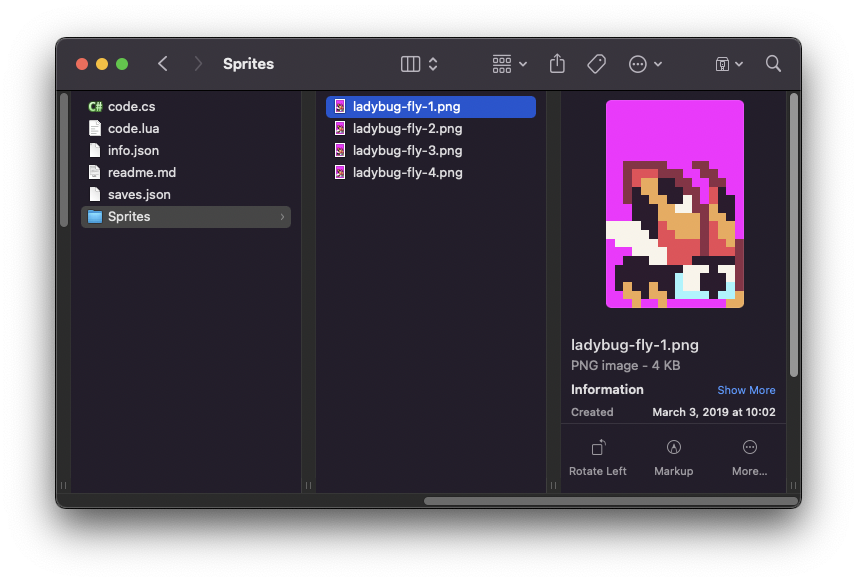 Sprites
C# code.cs
code.lua
info.json
readme.md
saves.json
Sprites
ladybug-fly-1.png
ladybug-fly-2.png
ladybug-fly-3.png
ladybug-fly-4.png
ladybug-fly-1.png
PNG image - 4 KB
Information Show More
Created March 3, 2019 at 10:02
Rotate Left Markup More...